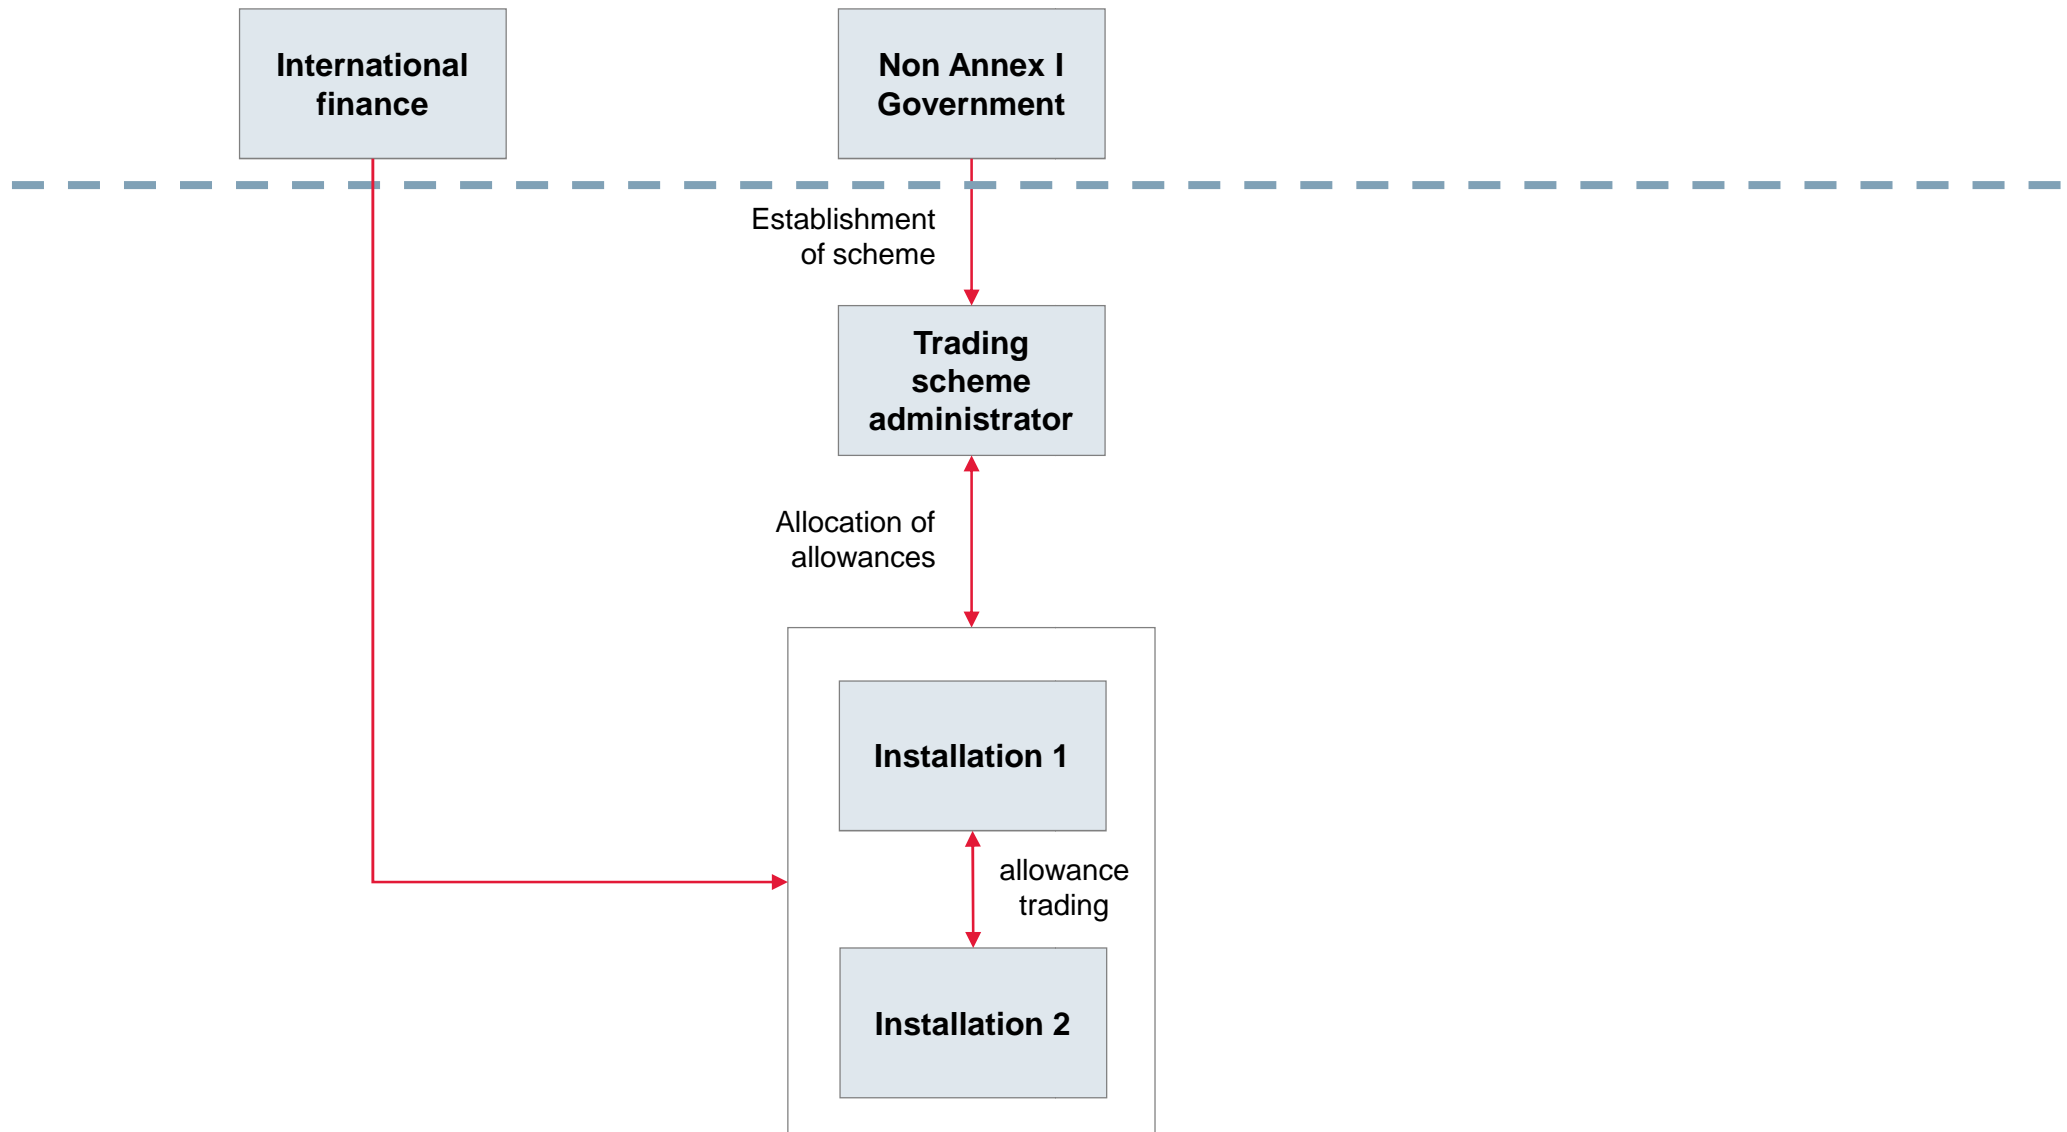 International
finance
Non Annex I
Government
Establishment
of scheme
Trading
scheme
administrator
Allocation of
allowances
Installation 1
allowance
trading
Installation 2